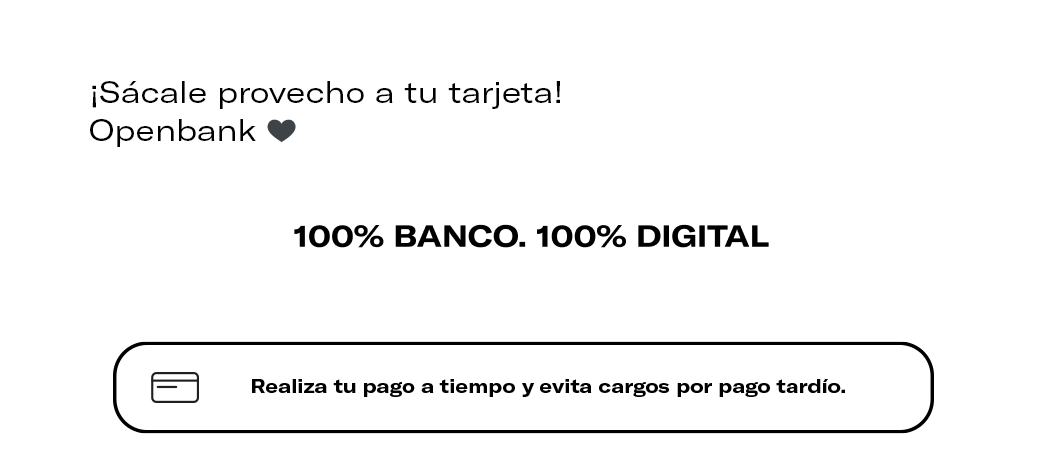 ¡Sácale provecho a tu tarjeta!
Openbank 🖤
100% BANCO. 100% DIGITAL
Realiza tu pago a tiempo y evita cargos por pago tardío.